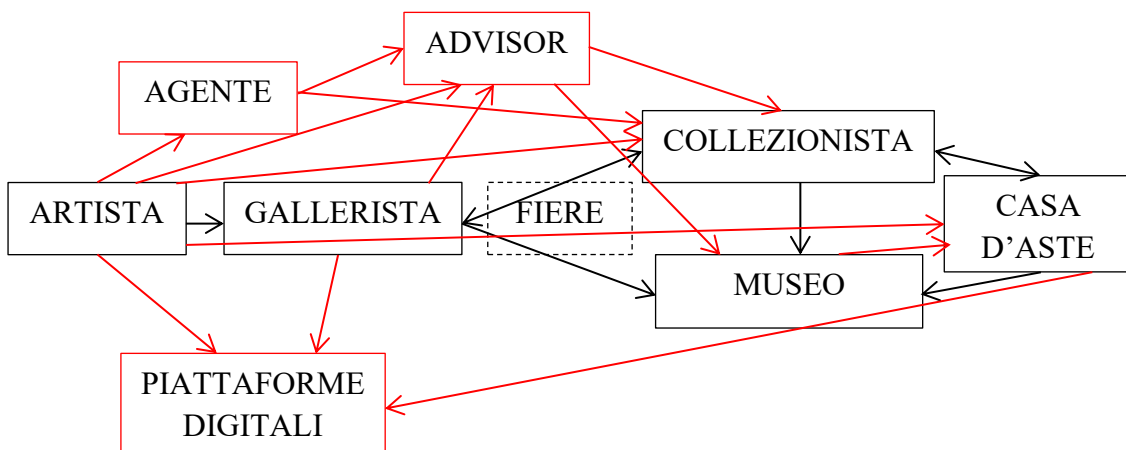 ADVISOR
AGENTE
COLLEZIONISTA
ARTISTA
GALLERISTA
FIERE
CASA
D’ASTE
MUSEO
PIATTAFORME
DIGITALI